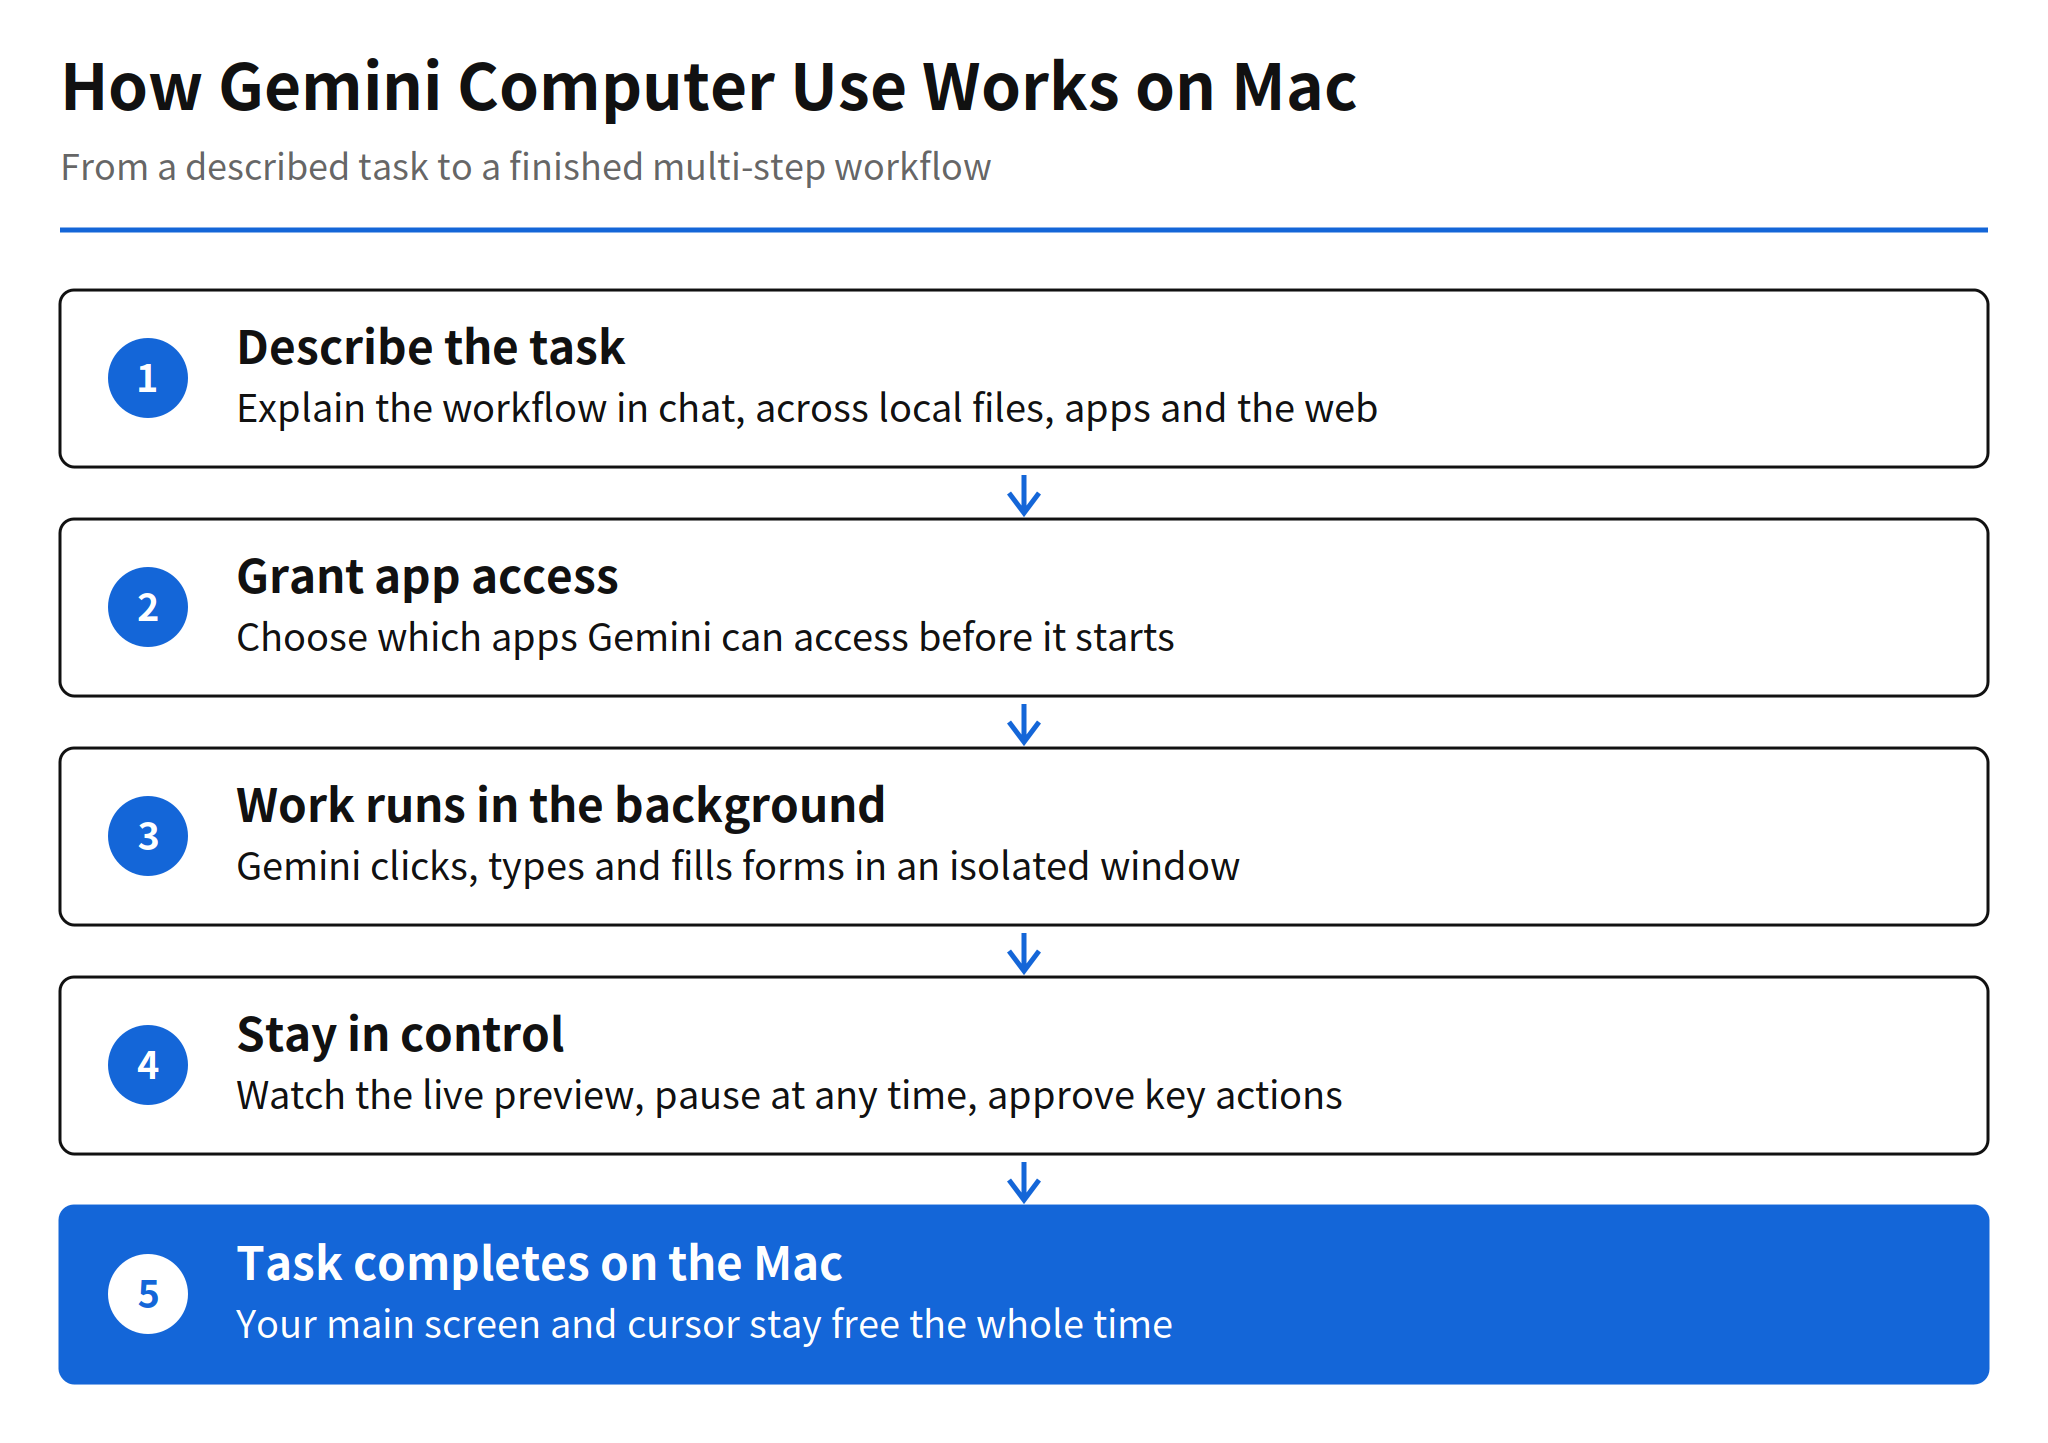 How Gemini Computer Use Works on Mac
From a described task to a finished multi-step workflow
1
Describe the task
Explain the workflow in chat, across local files, apps and the web
2
Grant app access
Choose which apps Gemini can access before it starts
3
Work runs in the background
Gemini clicks, types and fills forms in an isolated window
4
Stay in control
Watch the live preview, pause at any time, approve key actions
5
Task completes on the Mac
Your main screen and cursor stay free the whole time